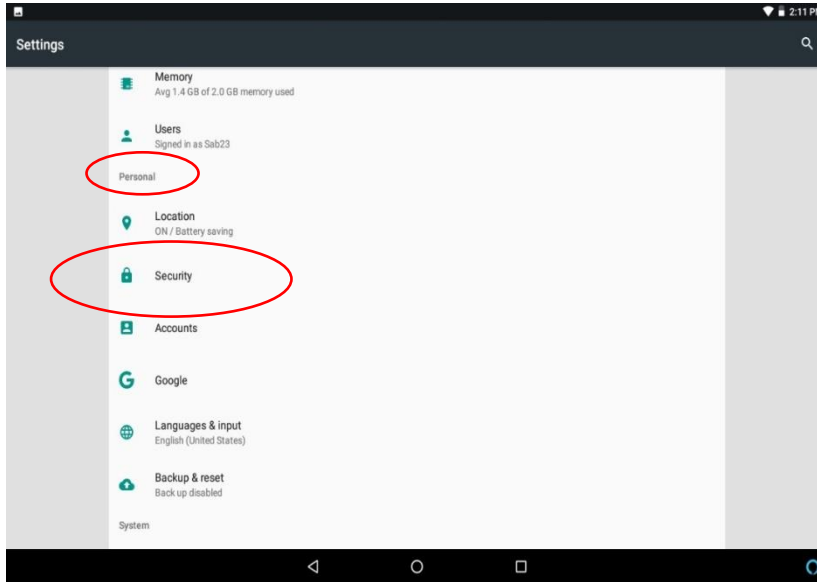 2:11 PM
Settings
Memory
Avg 1.4 GB of 2.0 GB memory used
Users
Signed in as Sab23
Personal
Location
ON / Battery saving
Security
Accounts
Google
Languages & input
English (United States)
Backup & reset
Back up disabled
System